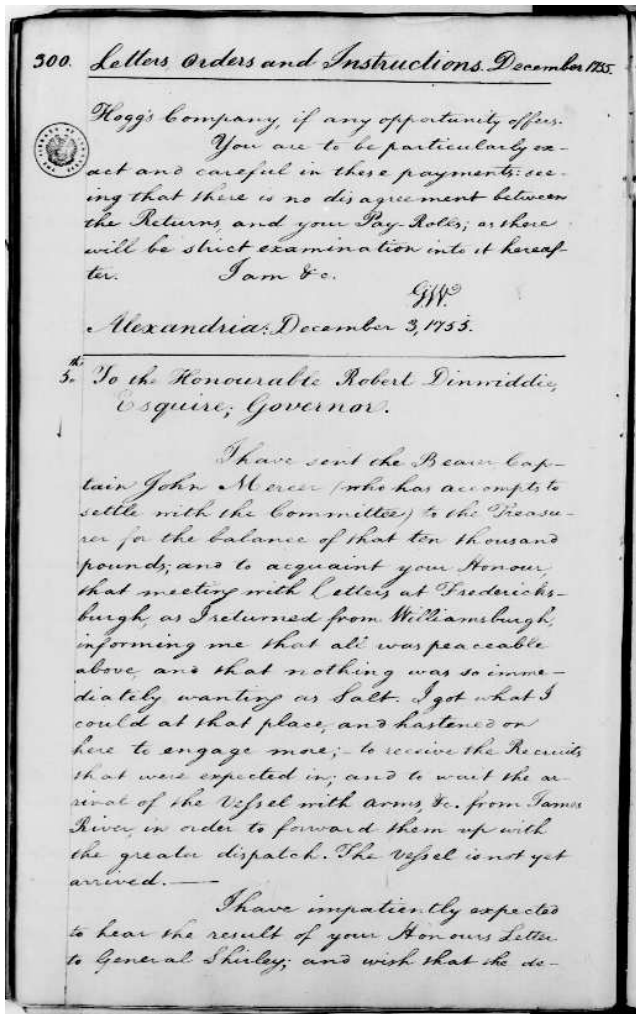 300. Letters Orders and Instructions. December 1755.
Hogg's Company, if any opportunity offers.
You are to be particularly ex-
act and careful in these payments: see-
ing that there is no disagreement between
the Returns, and your Pay-Rolls; as there
will be strict examination into it hereaf-
ter. I am &c.
G.W.
Alexandria: December 3, 1755.
5.th To the Honourable Robert Dinwiddie,
Esquire; Governor.
I have sent the Bearer Cap-
tain John Mercer (who has accompts to
settle with the Committee) to the Treasu-
rer for the balance of that ten thousand
pounds; and to acquaint your Honour,
that meeting with Letters at Fredericks-
burgh, as I returned from Williamsburgh,
informing me that all was peaceable
above, and that nothing was so imme-
diately wanting as Salt. I got what I
could at that place, and hastened on
here to engage more;- to receive the Recruits
that were expected in; and to wait the ar-
rival of the Vessel with arms, &c. from James
River, in order to forward them up with
the greater dispatch. The Vessel is not yet
arrived.—
I have impatiently expected
to hear the result of your Honours Letter
to General Shirley; and wish that the de-